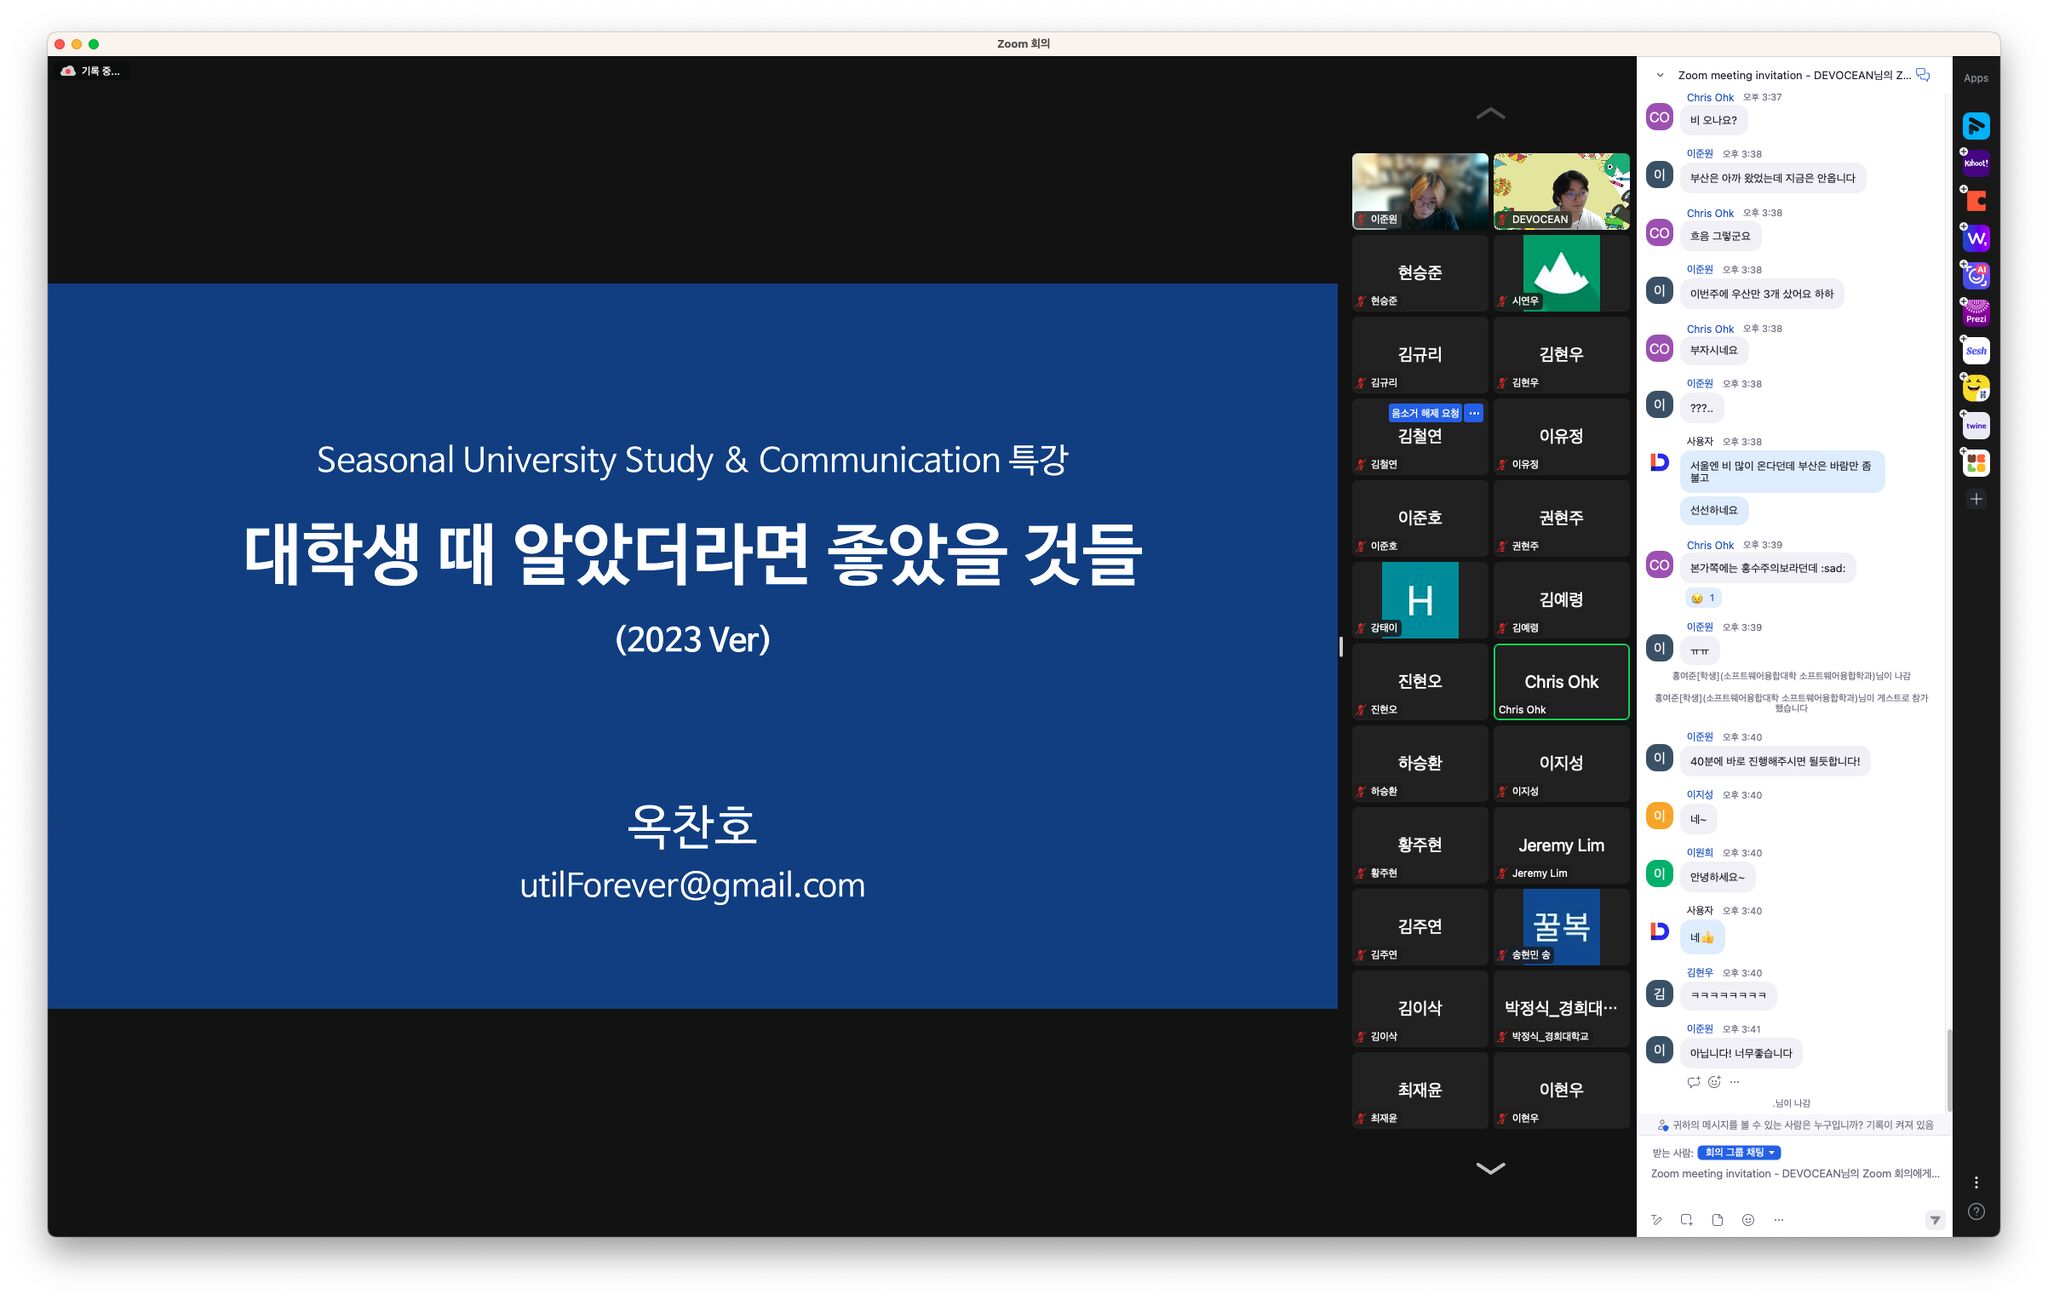 Zoom 회의
기록 중...
Seasonal University Study & Communication 특강
대학생 때 알았더라면 좋았을 것들
(2023 Ver)
옥찬호
utilForever@gmail.com
이준원
DEVOCEAN
현승준
현승준
시연우
김규리
김규리
김현우
김현우
음소거 해제 요청 ...
김철연
김철연
이유정
이유정
이준호
이준호
권현주
권현주
H
강태이
김예령
김예령
진현오
진현오
Chris Ohk
Chris Ohk
하승환
하승환
이지성
이지성
황주현
황주현
Jeremy Lim
Jeremy Lim
김주연
김주연
꿀복
송현민 송
김이삭
김이삭
박정식_경희대...
박정식_경희대학교
최재윤
최재윤
이현우
이현우
Zoom meeting invitation - DEVOCEAN님의 Z...
Chris Ohk 오후 3:37
CO
비 오나요?
이준원 오후 3:38
이
부산은 아까 왔었는데 지금은 안옵니다
Chris Ohk 오후 3:38
CO
흐음 그렇군요
이준원 오후 3:38
이
이번주에 우산만 3개 샀어요 하하
Chris Ohk 오후 3:38
CO
부자시네요
이준원 오후 3:38
이
???..
사용자 오후 3:38
서울엔 비 많이 온다던데 부산은 바람만 좀
불고
선선하네요
Chris Ohk 오후 3:39
CO
본가쪽에는 홍수주의보라던데 :sad:
😢 1
이준원 오후 3:39
이
ㅠㅠ
홍여준[학생](소프트웨어융합대학 소프트웨어융합학과)님이 나감
홍여준[학생](소프트웨어융합대학 소프트웨어융합학과)님이 게스트로 참가
했습니다
이준원 오후 3:40
이
40분에 바로 진행해주시면 될듯합니다!
이지성 오후 3:40
이
네~
이원희 오후 3:40
이
안녕하세요~
사용자 오후 3:40
네👍
김현우 오후 3:40
김
ㅋㅋㅋㅋㅋㅋㅋㅋ
이준원 오후 3:41
이
아닙니다! 너무좋습니다
.님이 나감
귀하의 메시지를 볼 수 있는 사람은 누구입니까? 기록이 켜져 있음
받는 사람: 회의 그룹 채팅
Zoom meeting invitation - DEVOCEAN님의 Zoom 회의에게...
Apps
Kahoot!
W
AI
Prezi
Sesh
twine